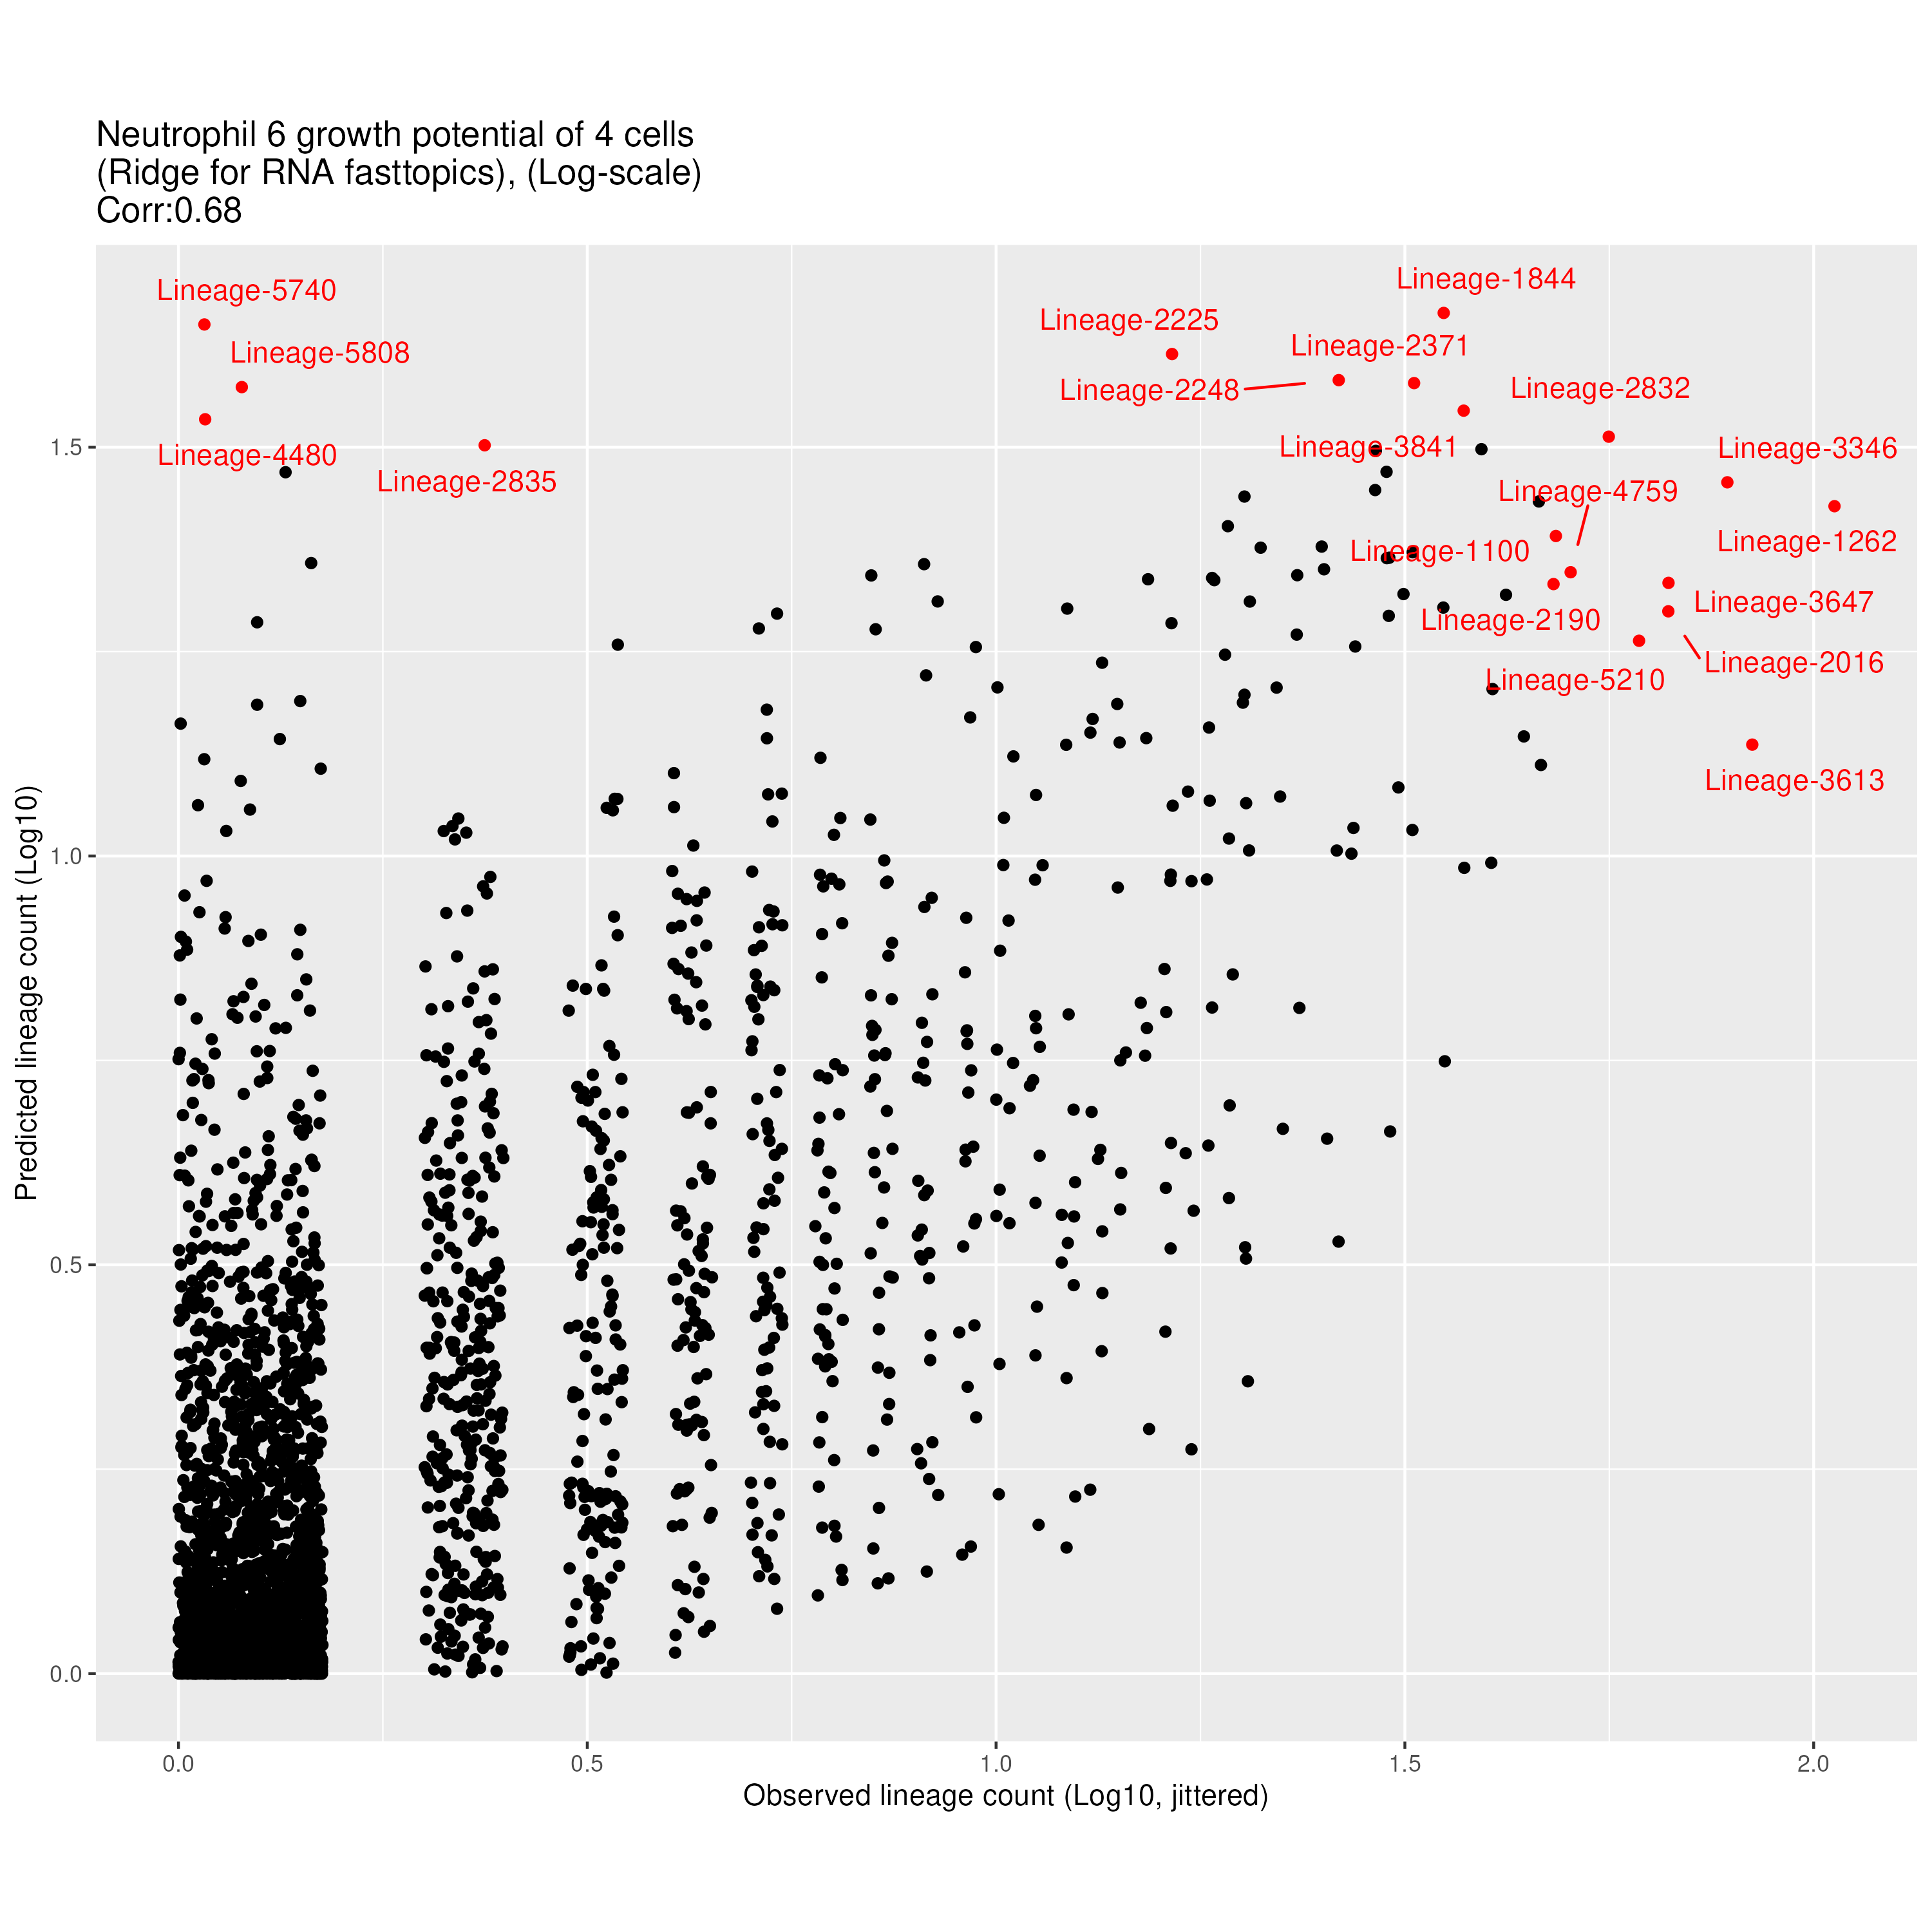 Neutrophil 6 growth potential of 4 cells
(Ridge for RNA fasttopics), (Log-scale)
Corr:0.68
Lineage-1844
Lineage-5740
Lineage-2225
Lineage-2371
Lineage-5808
Lineage-2248
Lineage-2832
Lineage-3841
Lineage-3346
Lineage-4480
Lineage-2835
Lineage-4759
Lineage-1262
Lineage-1100
Lineage-3647
Lineage-2190
Lineage-2016
Lineage-5210
Lineage-3613
Predicted lineage count (Log10)
1.5
1.0
0.5
0.0
0.0
0.5
1.0
1.5
2.0
Observed lineage count (Log10, jittered)